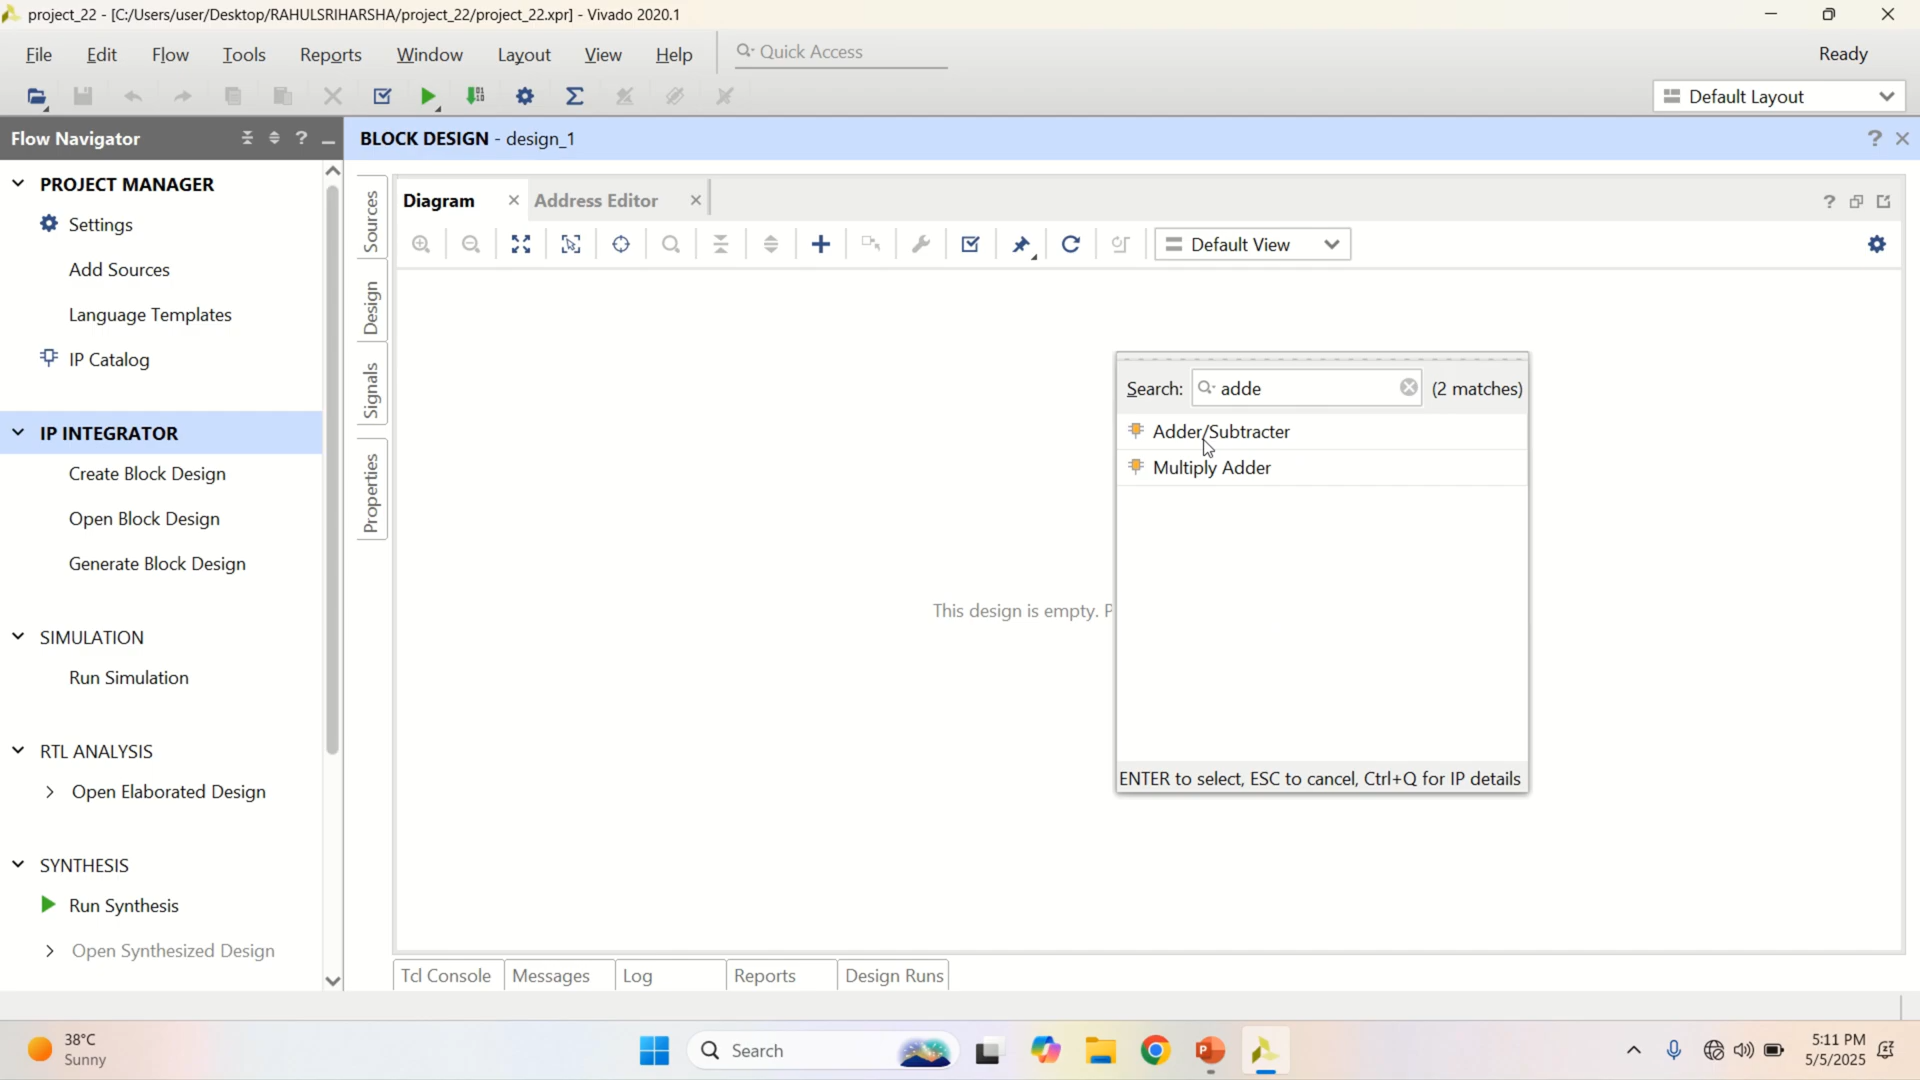 project_22 - [C:/Users/user/Desktop/RAHULSRIHARSHA/project_22/project_22.xpr] - Vivado 2020.1
File Edit Flow Tools Reports Window Layout View Help Quick Access Ready
Default Layout
Flow Navigator
BLOCK DESIGN - design_1
PROJECT MANAGER
Settings
Add Sources
Language Templates
IP Catalog
IP INTEGRATOR
Create Block Design
Open Block Design
Generate Block Design
SIMULATION
Run Simulation
RTL ANALYSIS
Open Elaborated Design
SYNTHESIS
Run Synthesis
Open Synthesized Design
Sources
Design
Signals
Properties
Diagram Address Editor
Default View
Search: adde (2 matches)
Adder/Subtracter
Multiply Adder
This design is empty. P
ENTER to select, ESC to cancel, Ctrl+Q for IP details
Tcl Console Messages Log Reports Design Runs
38°C
Sunny
Search
5:11 PM
5/5/2025